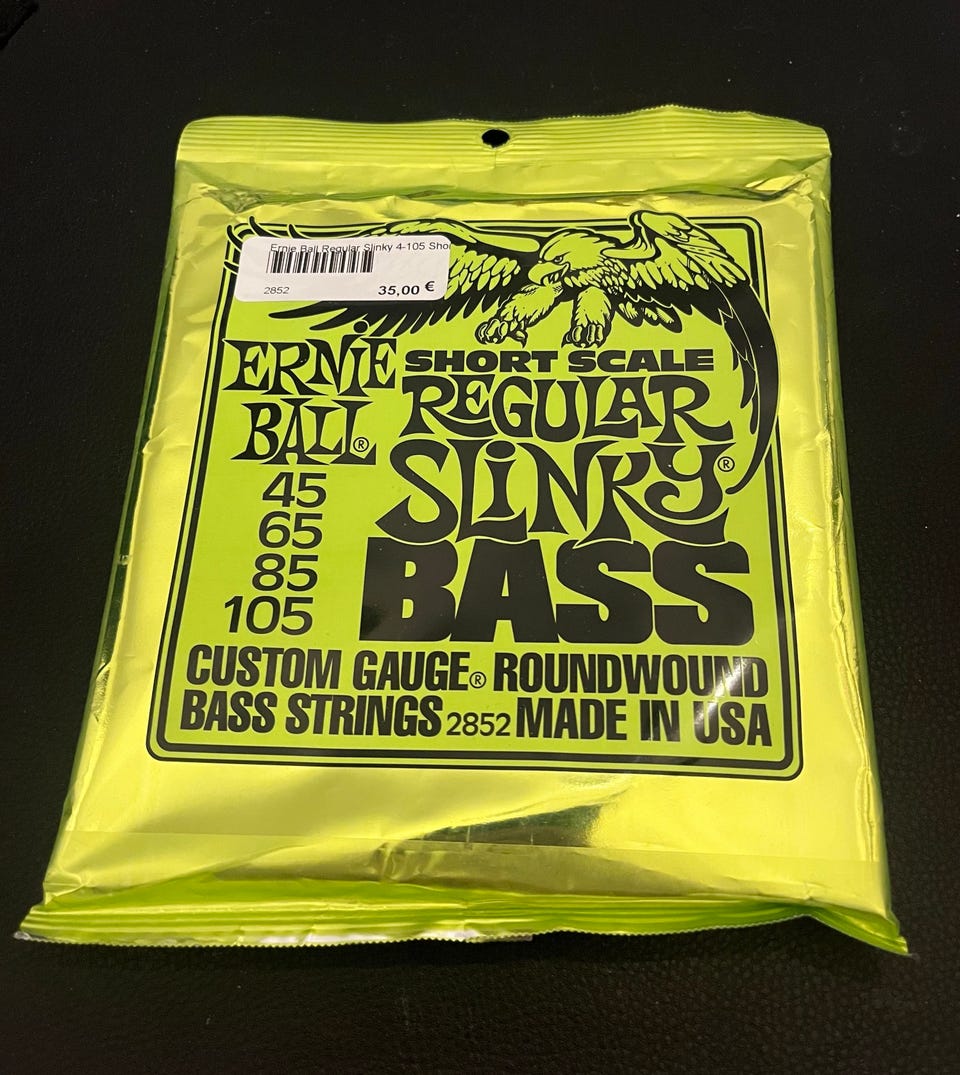 Ernie Ball Regular Slinky 4-105
2852 35,00 €
ERNiE
BALL®
45
65
85
105
SHORT SCALE
REGULAR
SLiNKY®
BASS
CUSTOM GAUGE® ROUNDWOUND
BASS STRINGS 2852 MADE IN USA